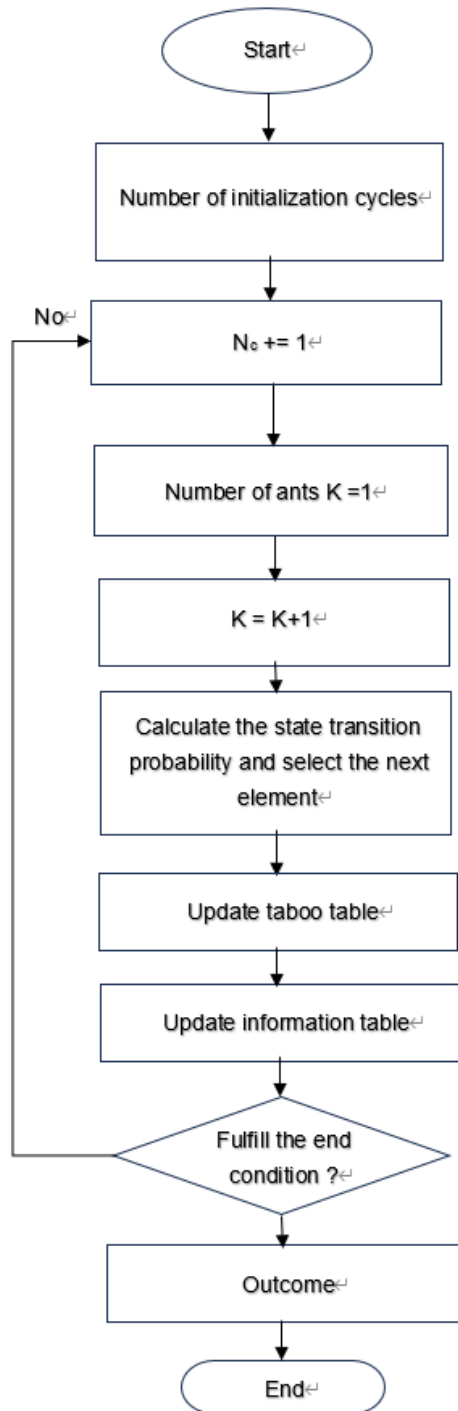 Start↵
Number of initialization cycles↵
No↵
Nc += 1↵
Number of ants K =1↵
K = K+1↵
Calculate the state transition
probability and select the next
element↵
Update taboo table↵
Update information table↵
Fulfill the end
condition ?↵
Outcome↵
End↵